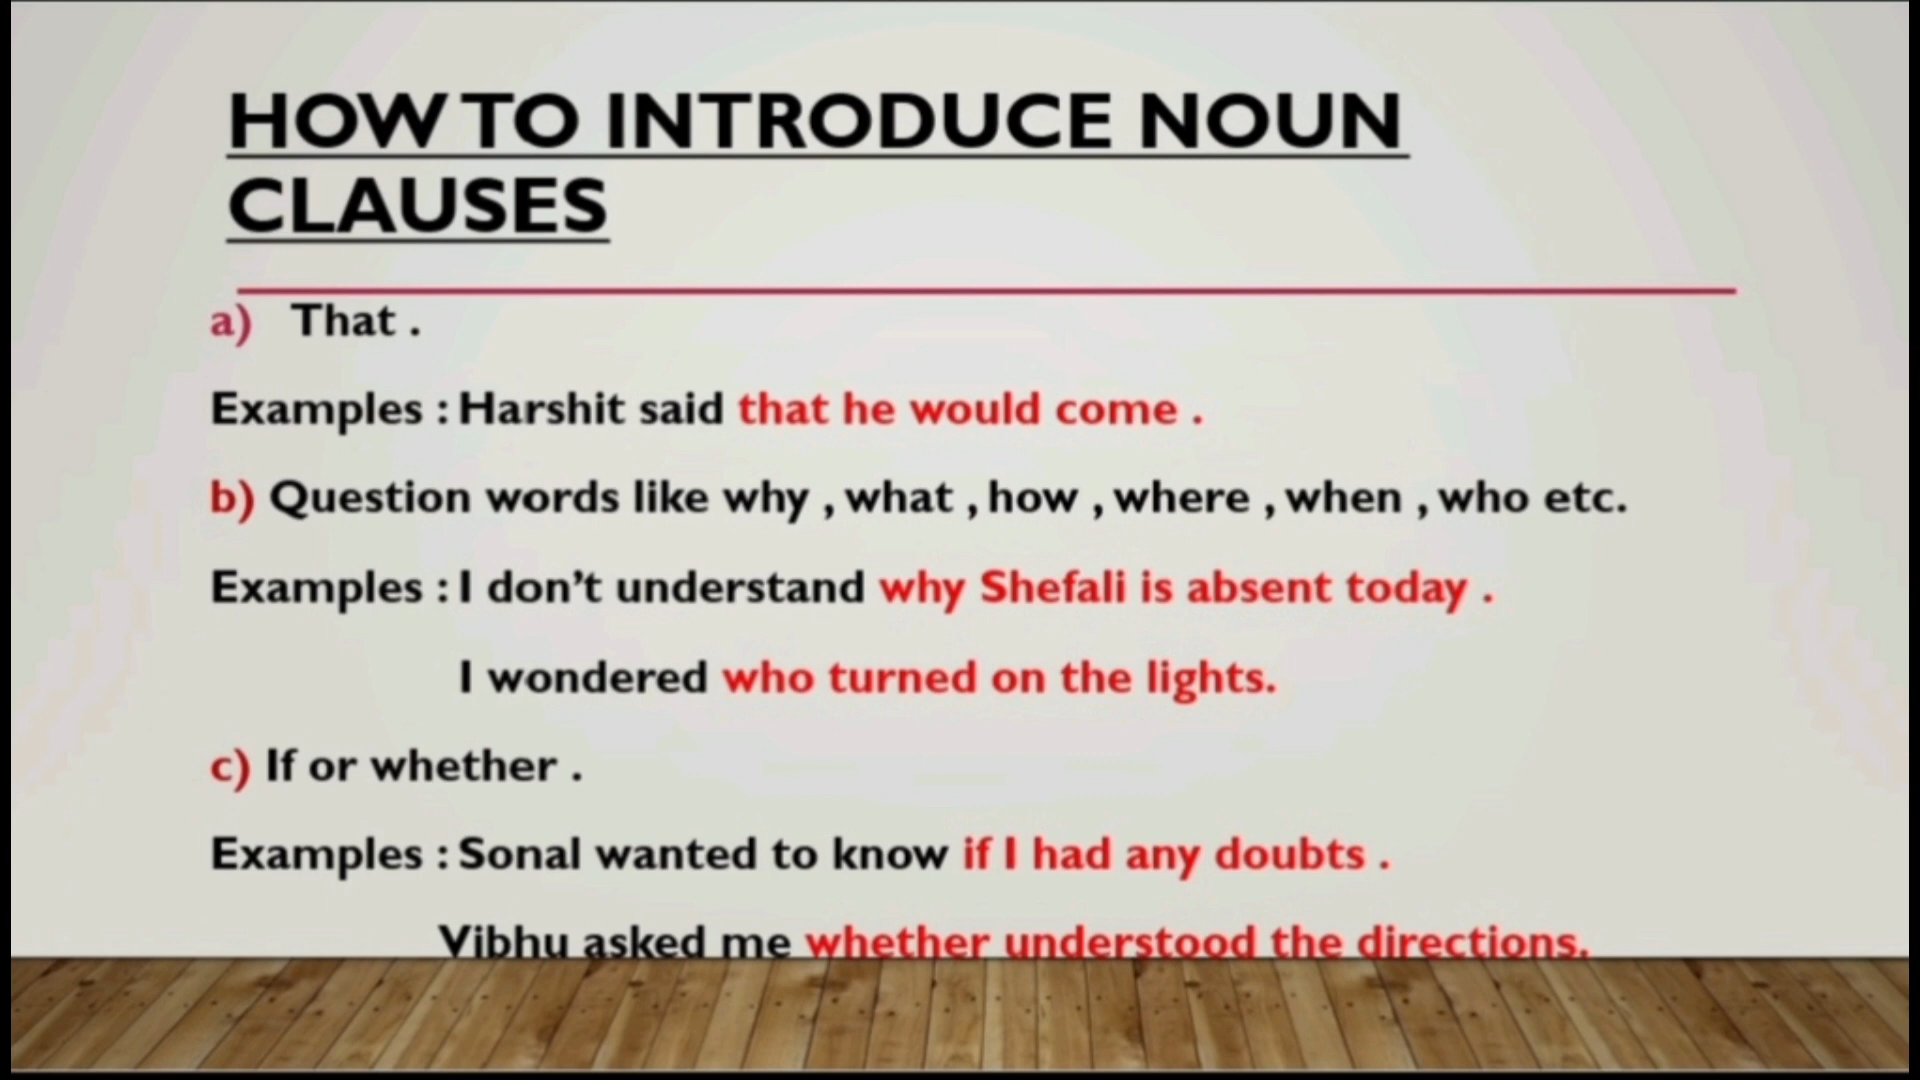 HOW TO INTRODUCE NOUN
CLAUSES
a) That .
Examples : Harshit said that he would come .
b) Question words like why , what , how , where , when , who etc.
Examples : I don’t understand why Shefali is absent today .
I wondered who turned on the lights.
c) If or whether .
Examples : Sonal wanted to know if I had any doubts .
Vibhu asked me whether understood the directions.